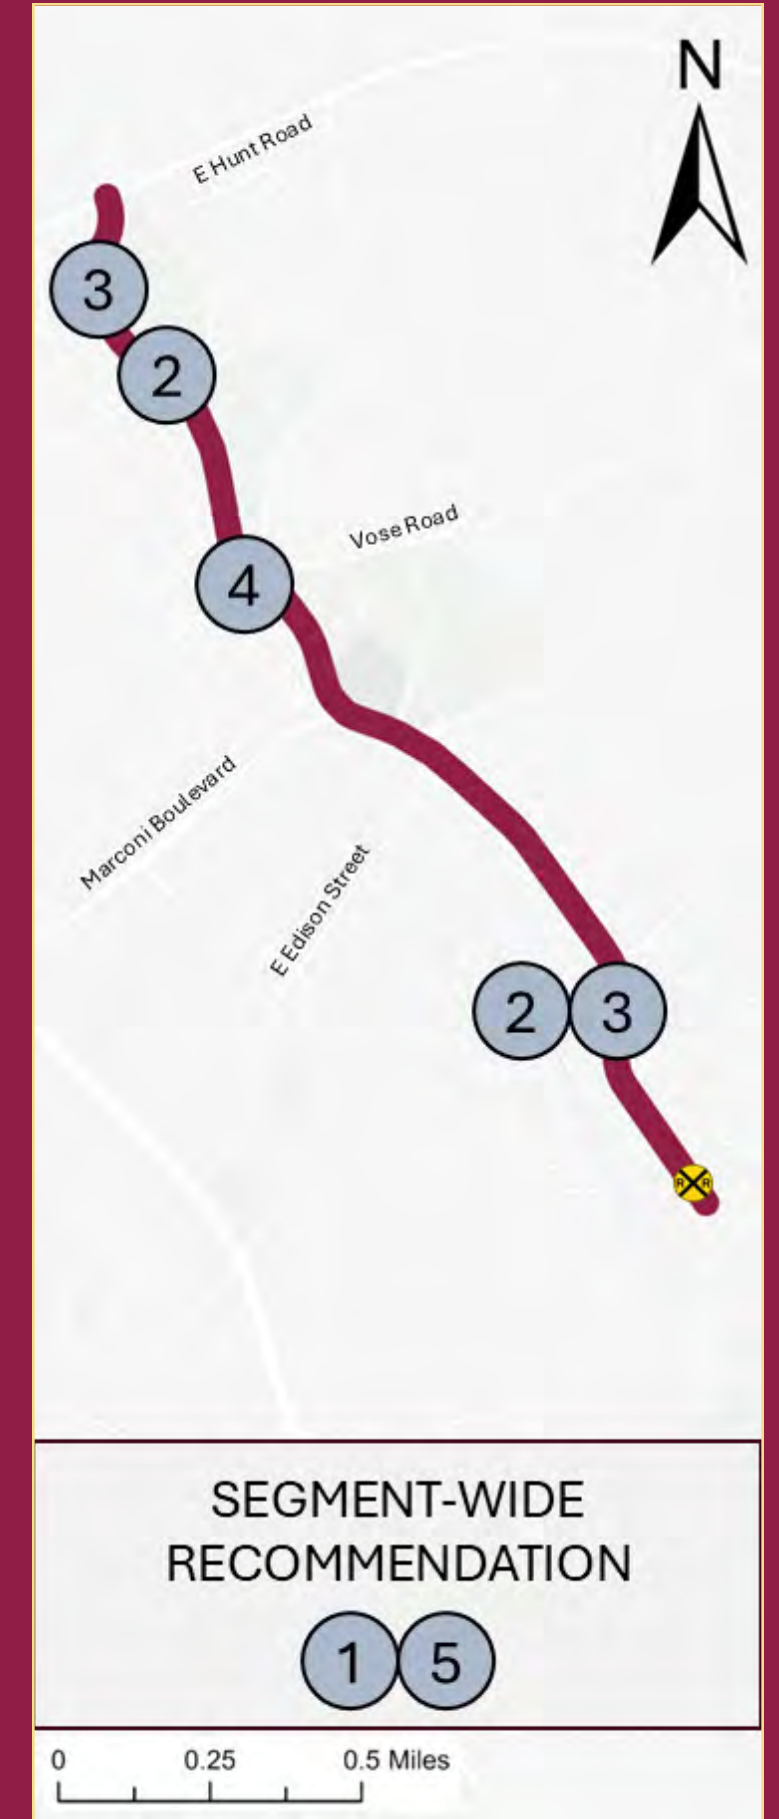 N
E Hunt Road
3
2
Vose Road
4
Marconi Boulevard
E Edison Street
2 3
R R
SEGMENT-WIDE
RECOMMENDATION
1 5
0 0.25 0.5 Miles